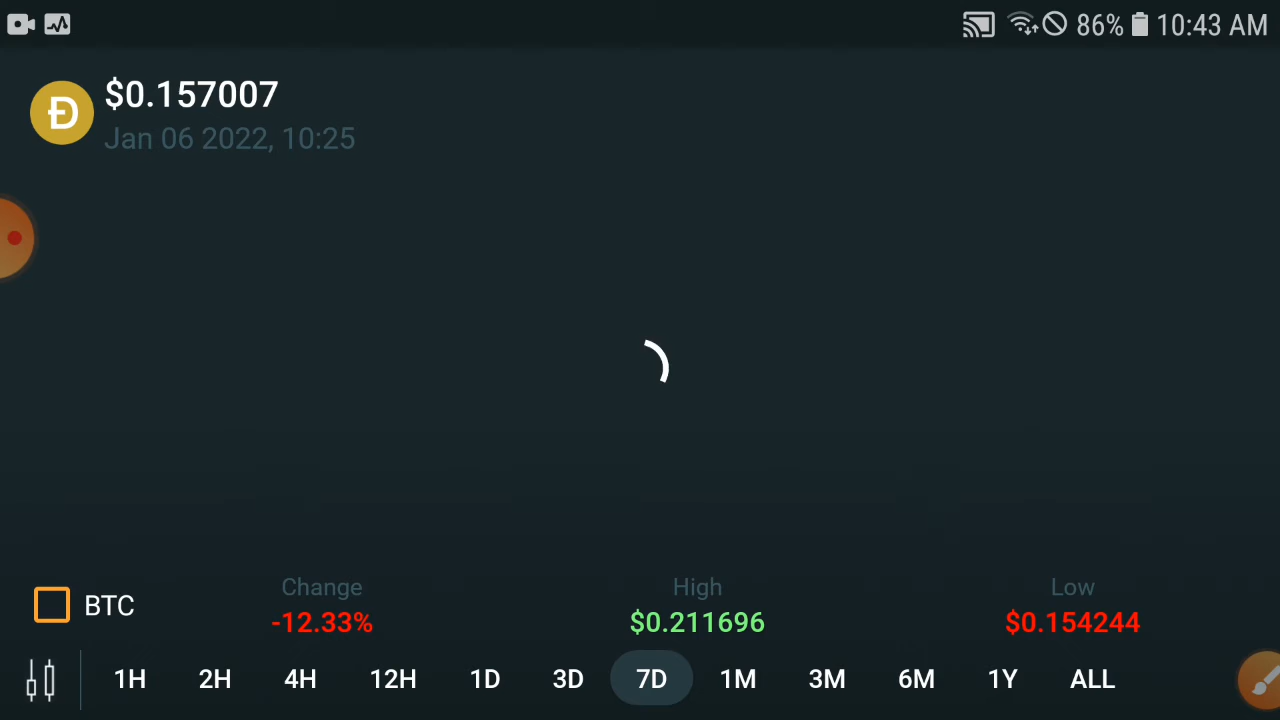 86% 10:43 AM
$0.157007
Jan 06 2022, 10:25
Change High Low
BTC -12.33% $0.211696 $0.154244
1H 2H 4H 12H 1D 3D 7D 1M 3M 6M 1Y ALL